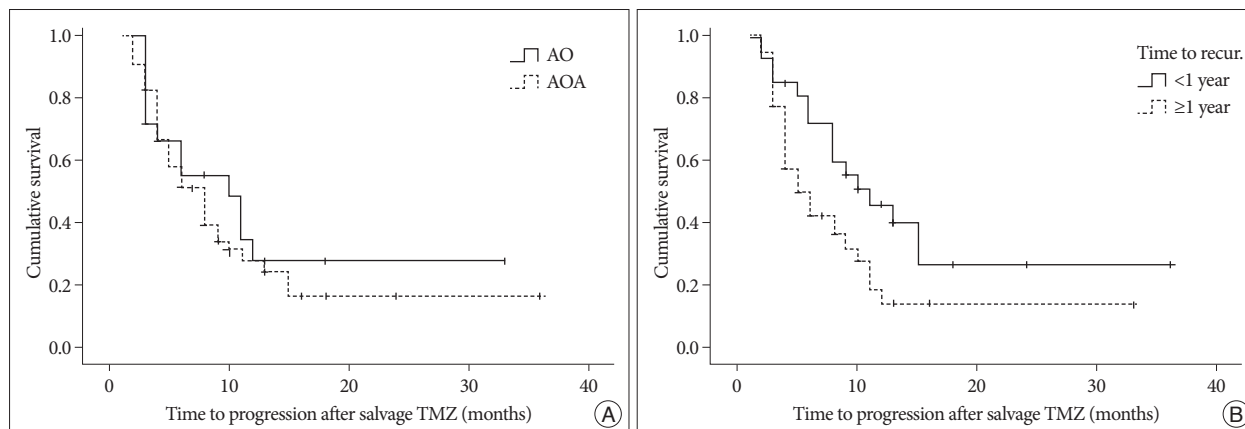 1.0
0.8
0.6
0.4
0.2
0.0
Cumulative survival
AO
AOA
0 10 20 30 40
Time to progression after salvage TMZ (months)
A
1.0
0.8
0.6
0.4
0.2
0.0
Cumulative survival
Time to recur.
<1 year
≥1 year
0 10 20 30 40
Time to progression after salvage TMZ (months)
B